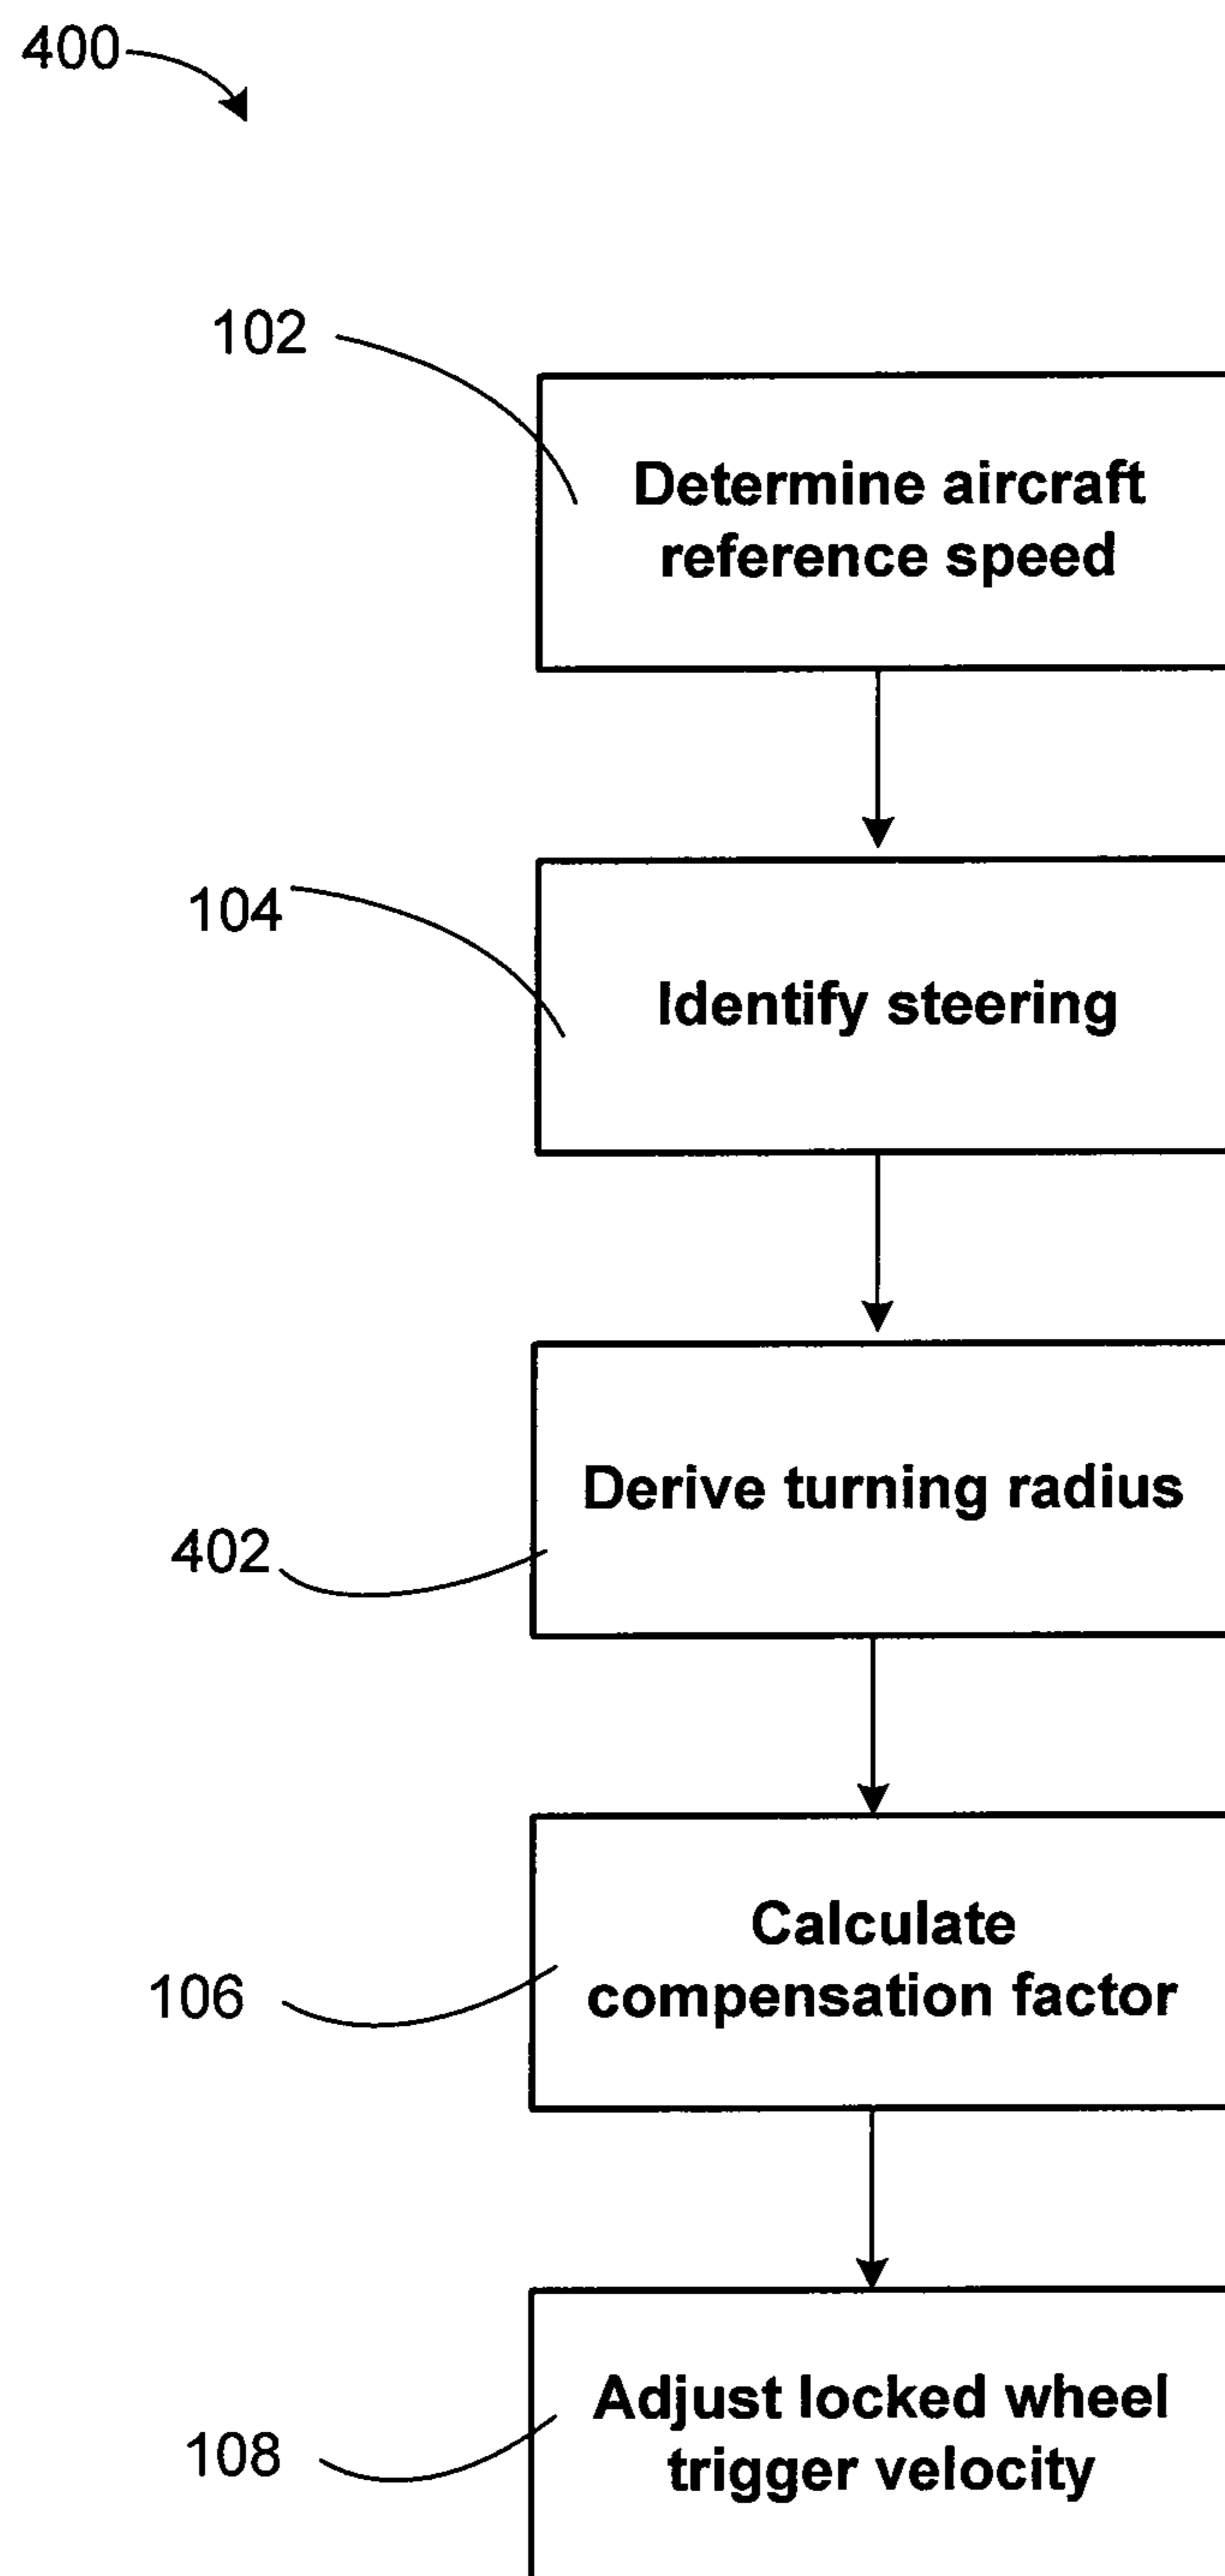 400
102
Determine aircraft
reference speed
104
Identify steering
Derive turning radius
402
Calculate
compensation factor
106
Adjust locked wheel
trigger velocity
108